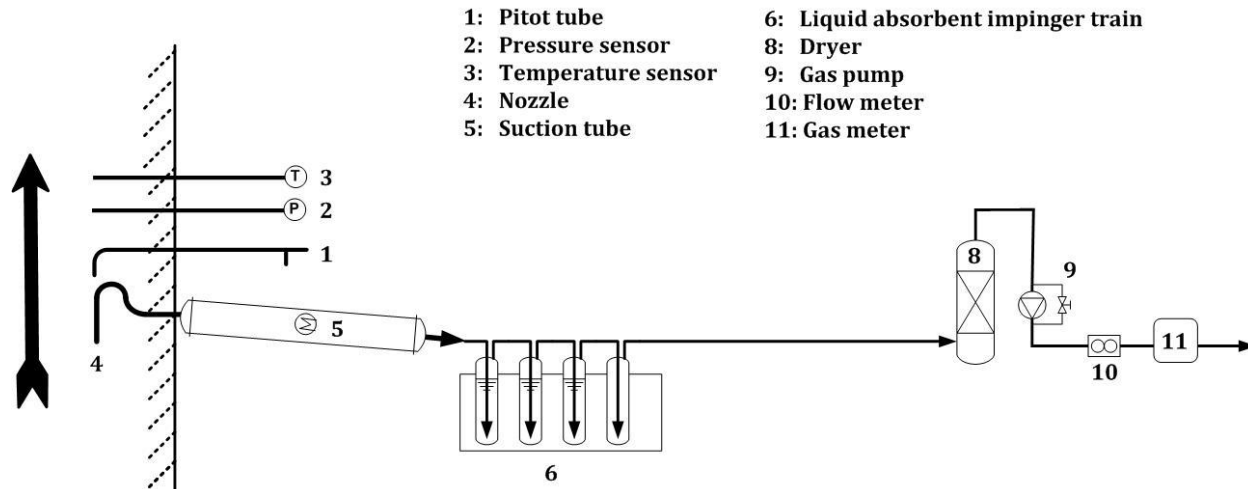 1: Pitot tube
2: Pressure sensor
3: Temperature sensor
4: Nozzle
5: Suction tube
6: Liquid absorbent impinger train
8: Dryer
9: Gas pump
10: Flow meter
11: Gas meter
T 3
P 2
1
4
M 5
6
8
9
10
11